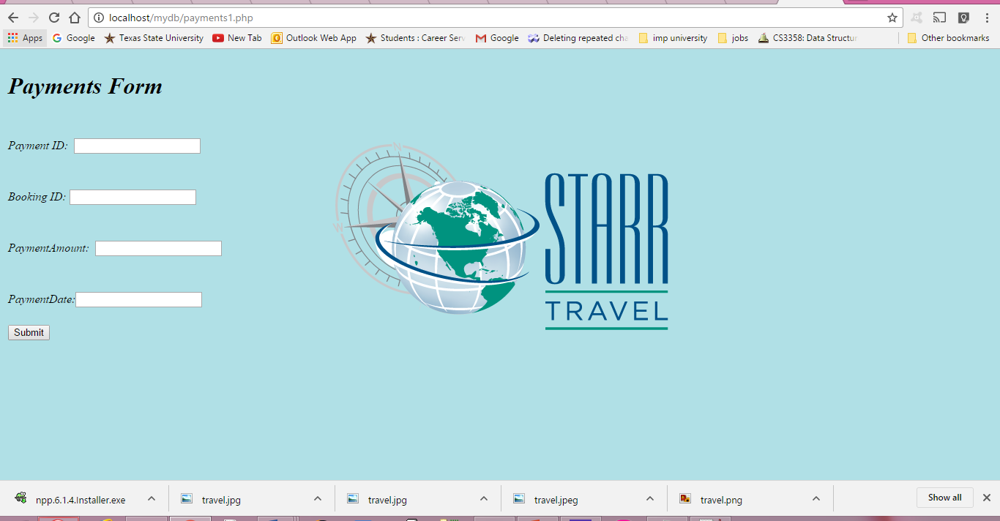 localhost/mydb/payments1.php
Apps Google Texas State University New Tab Outlook Web App Students : Career Serv Google Deleting repeated cha imp university jobs CS3358: Data Structur Other bookmarks
Payments Form
Payment ID:
Booking ID:
PaymentAmount:
PaymentDate:
Submit
N
W
STARR
TRAVEL
npp.6.1.4.Installer.exe travel.jpg travel.jpg travel.jpeg travel.png Show all